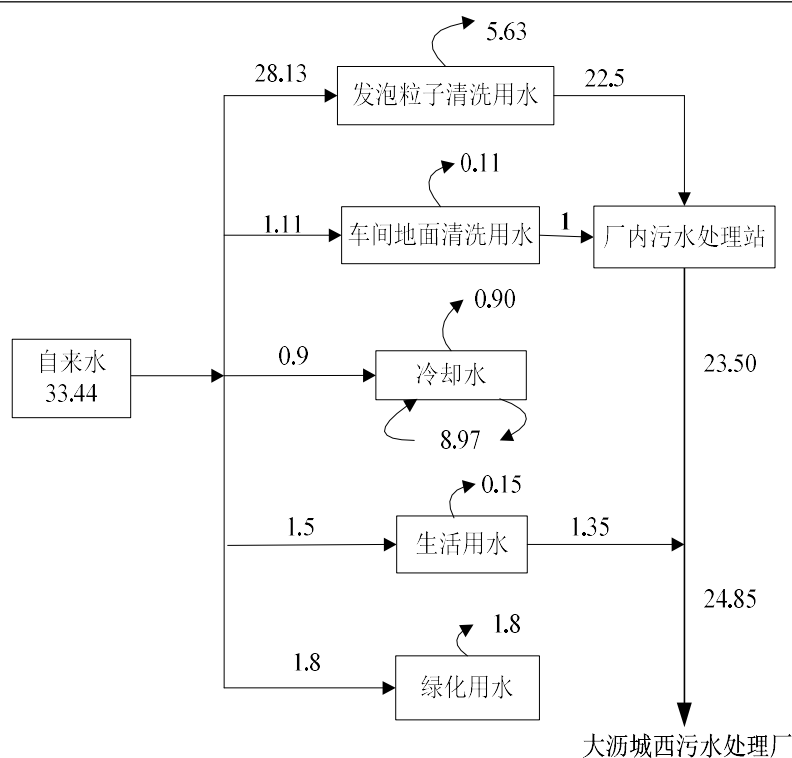 5.63
28.13
发泡粒子清洗用水
22.5
0.11
1.11
车间地面清洗用水
1
厂内污水处理站
0.90
自来水
33.44
0.9
冷却水
23.50
8.97
0.15
1.5
生活用水
1.35
24.85
1.8
1.8
绿化用水
大沥城西污水处理厂